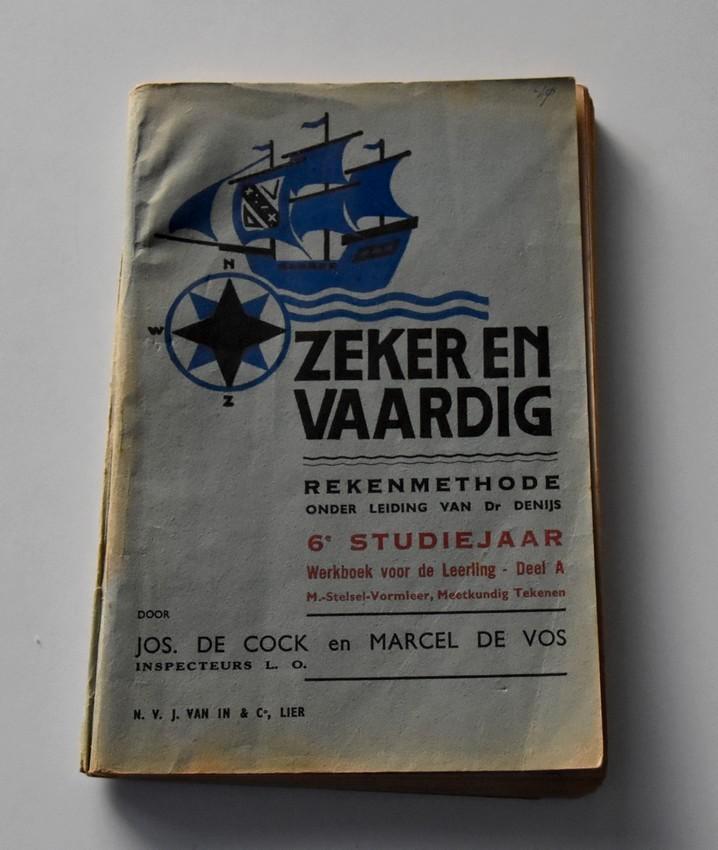 N
W
Z
ZEKER EN
VAARDIG
REKENMETHODE
ONDER LEIDING VAN Dr DENIJS
6e STUDIEJAAR
Werkboek voor de Leerling - Deel A
M.-Stelsel-Vormleer, Meetkundig Tekenen
DOOR
JOS. DE COCK en MARCEL DE VOS
INSPECTEURS L. O.
N. V. J. VAN IN & Co, LIER